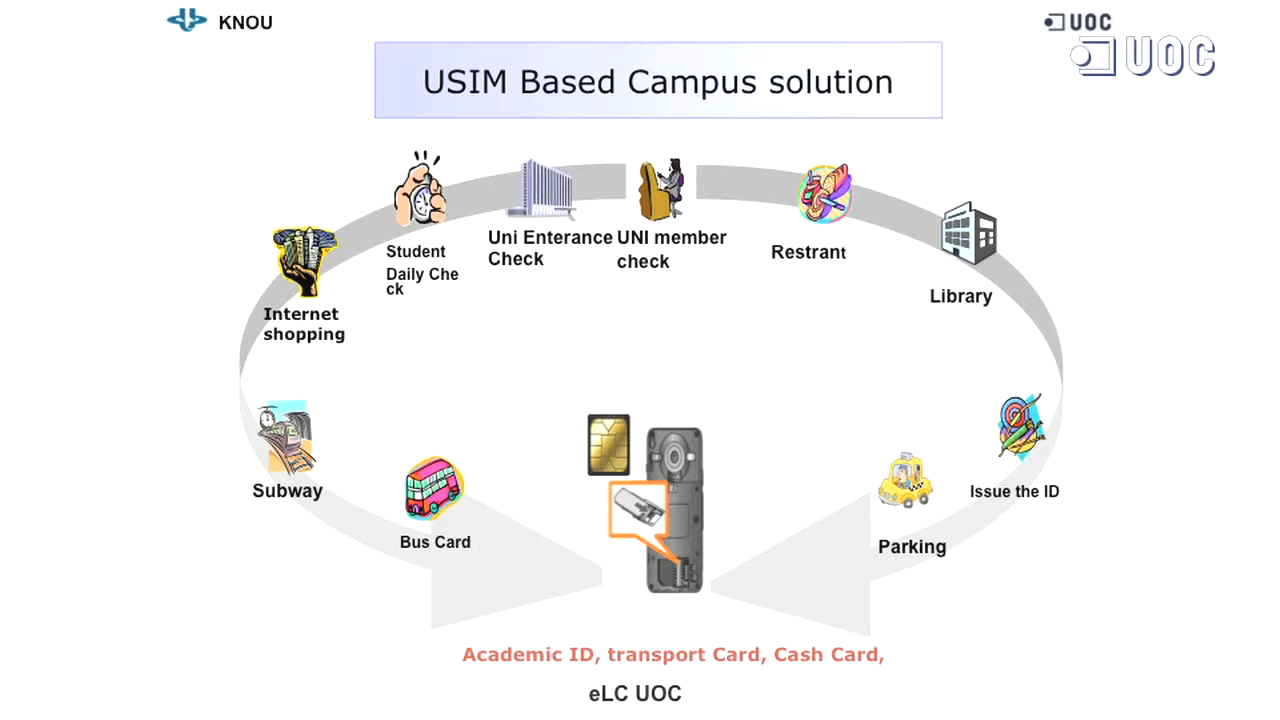 KNOU
UOC
UOC
USIM Based Campus solution
Student
Daily Che
ck
Uni Enterance
Check
UNI member
check
Restrant
Library
Internet
shopping
Subway
Bus Card
Parking
Issue the ID
Academic ID, transport Card, Cash Card,
eLC UOC